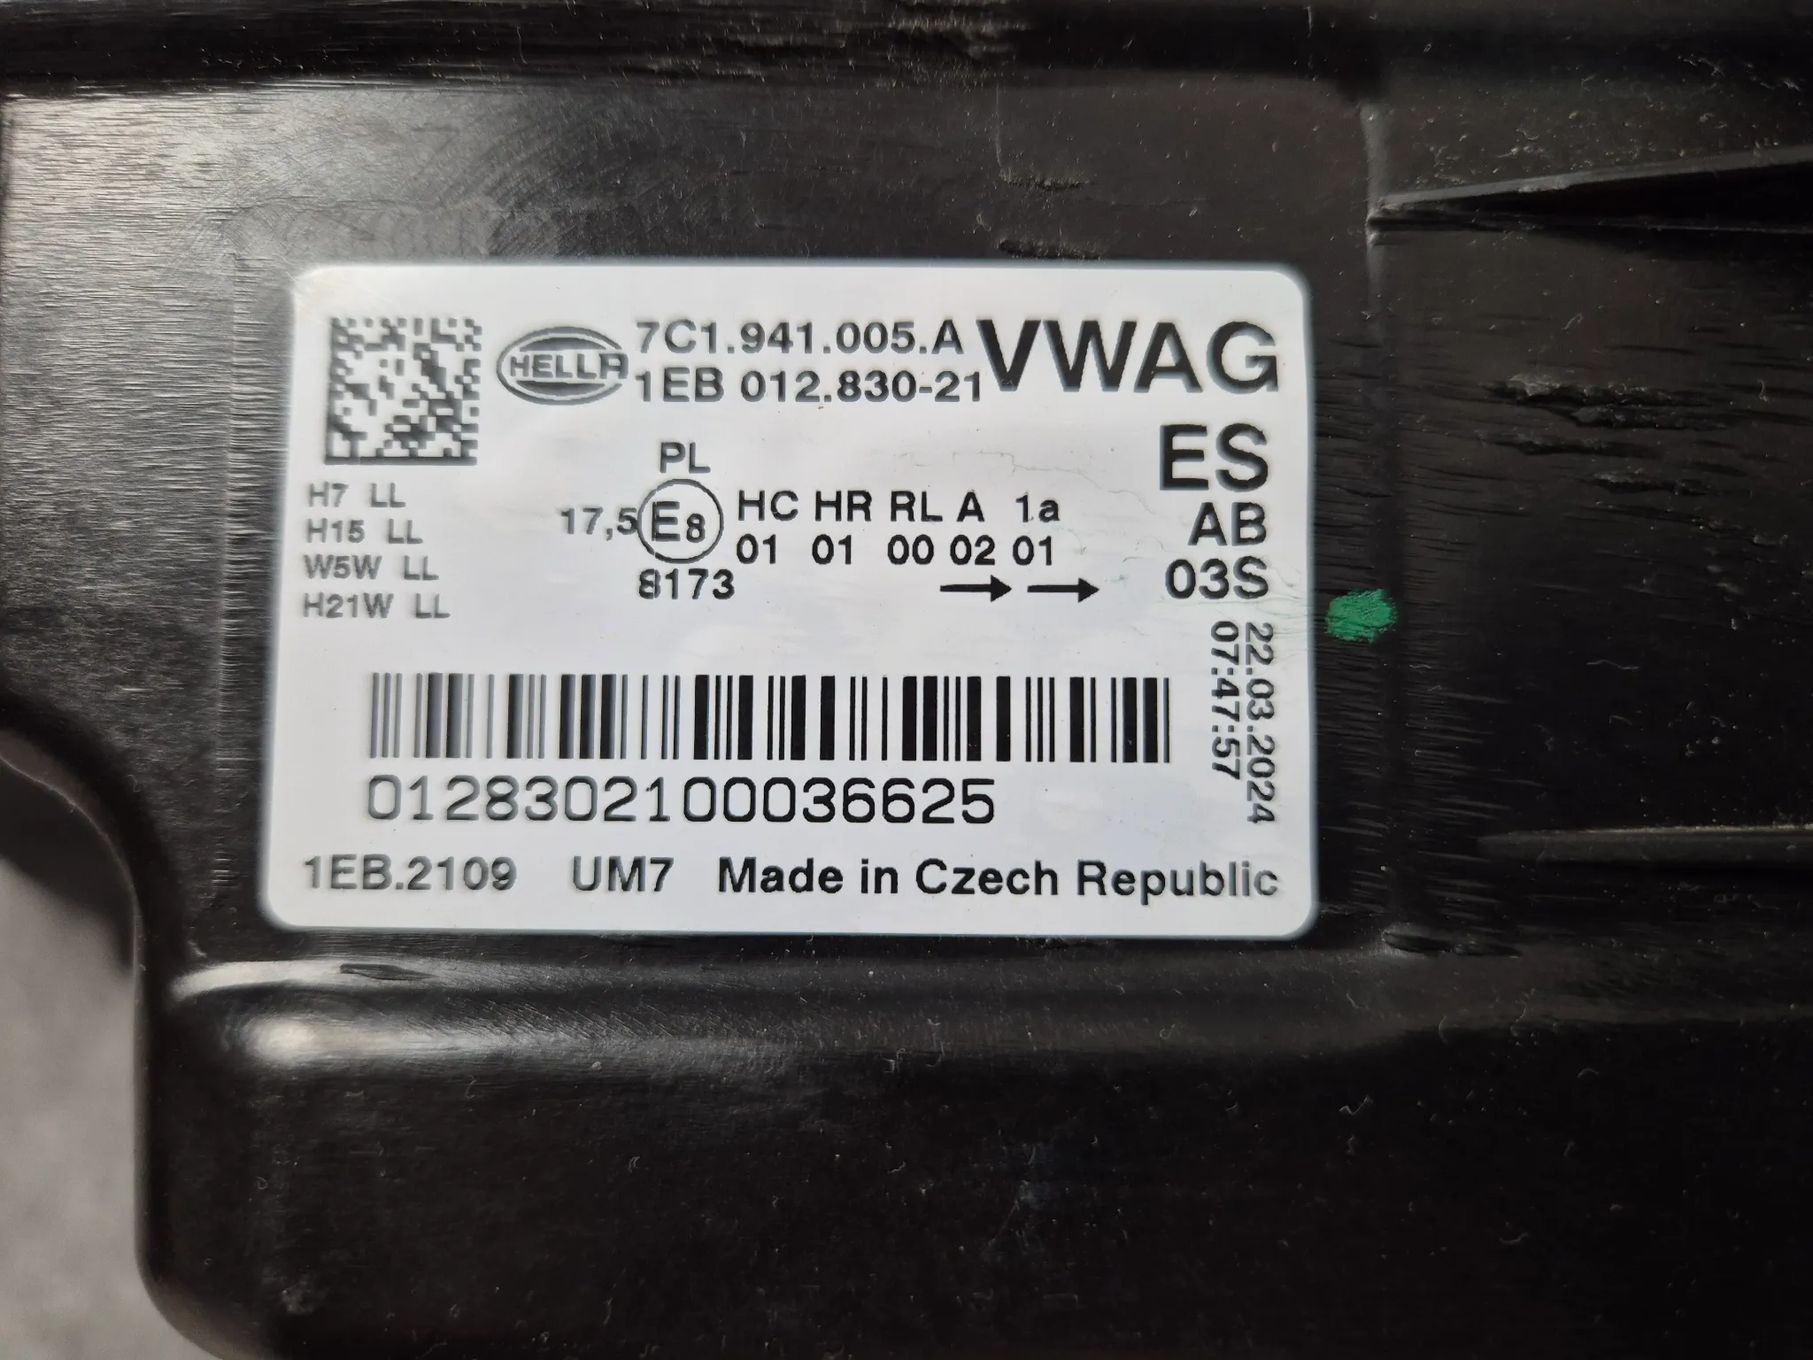 HELLA
7C1.941.005.A
1EB 012.830-21
VWAG
ES
AB
03S
PL
17,5 E8 HC HR RL A 1a
01 01 00 02 01
8173 → →
H7 LL
H15 LL
W5W LL
H21W LL
22.03.2024
07:47:57
0128302100036625
1EB.2109 UM7 Made in Czech Republic